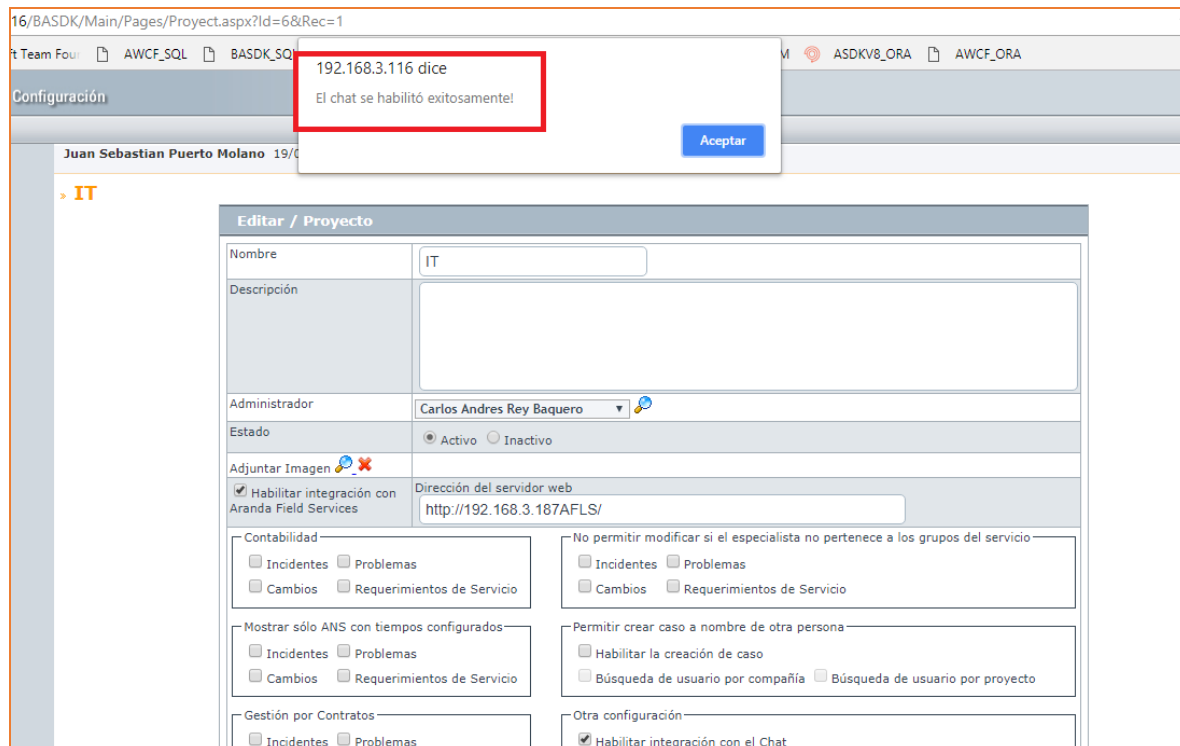 16/BASDK/Main/Pages/Proyect.aspx?Id=6&Rec=1
ft Team Four AWCF_SQL BASDK_SQ M ASDKV8_ORA AWCF_ORA
192.168.3.116 dice
El chat se habilitó exitosamente!
Aceptar
Configuración
Juan Sebastian Puerto Molano 19/0
» IT
Editar / Proyecto
Nombre
IT
Descripción
Administrador
Carlos Andres Rey Baquero
Estado
Activo Inactivo
Adjuntar Imagen
Habilitar integración con
Aranda Field Services
Dirección del servidor web
http://192.168.3.187AFLS/
Contabilidad
Incidentes Problemas
Cambios Requerimientos de Servicio
No permitir modificar si el especialista no pertenece a los grupos del servicio
Incidentes Problemas
Cambios Requerimientos de Servicio
Mostrar sólo ANS con tiempos configurados
Incidentes Problemas
Cambios Requerimientos de Servicio
Permitir crear caso a nombre de otra persona
Habilitar la creación de caso
Búsqueda de usuario por compañía Búsqueda de usuario por proyecto
Gestión por Contratos
Incidentes Problemas
Otra configuración
Habilitar integración con el Chat